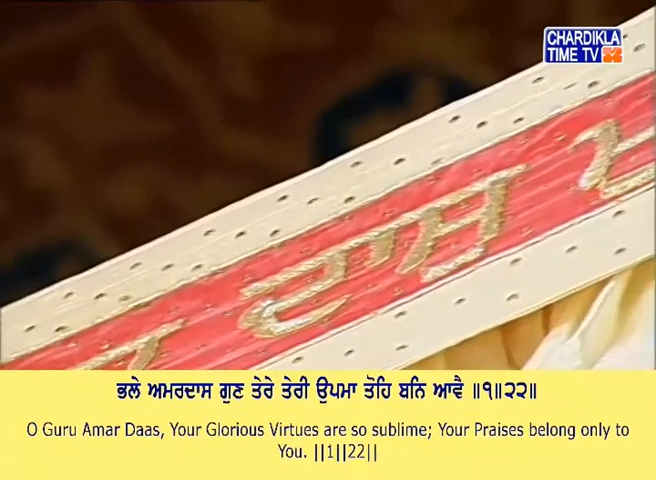 CHARDIKLA
TIME TV
ਭਲੇ ਅਮਰਦਾਸ ਗੁਣ ਤੇਰੇ ਤੇਰੀ ਉਪਮਾ ਤੋਹਿ ਬਨਿ ਆਵੈ ॥੧॥੨੨॥
O Guru Amar Daas, Your Glorious Virtues are so sublime; Your Praises belong only to
You. ||1||22||